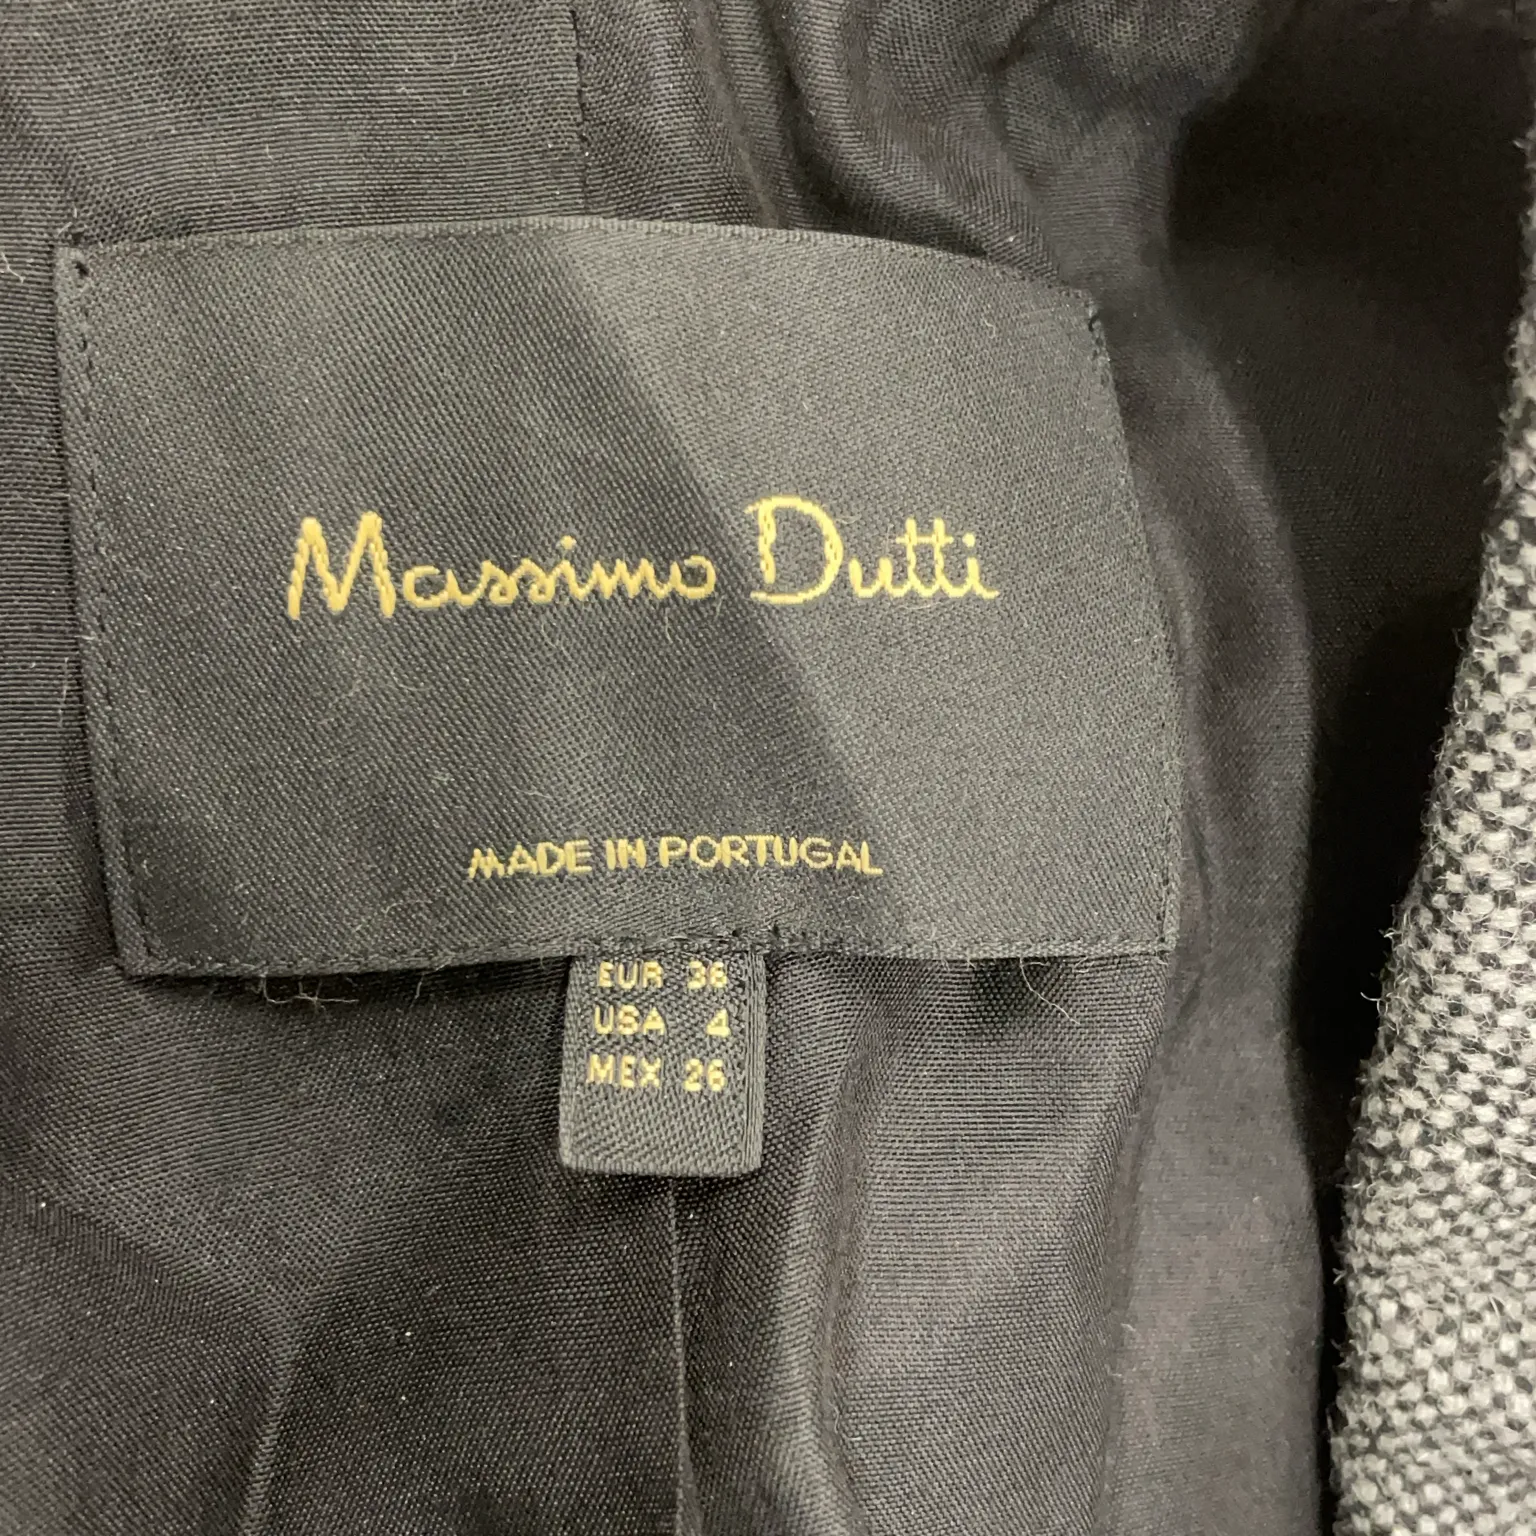 Massimo Dutti
MADE IN PORTUGAL
EUR 36
USA 4
MEX 26